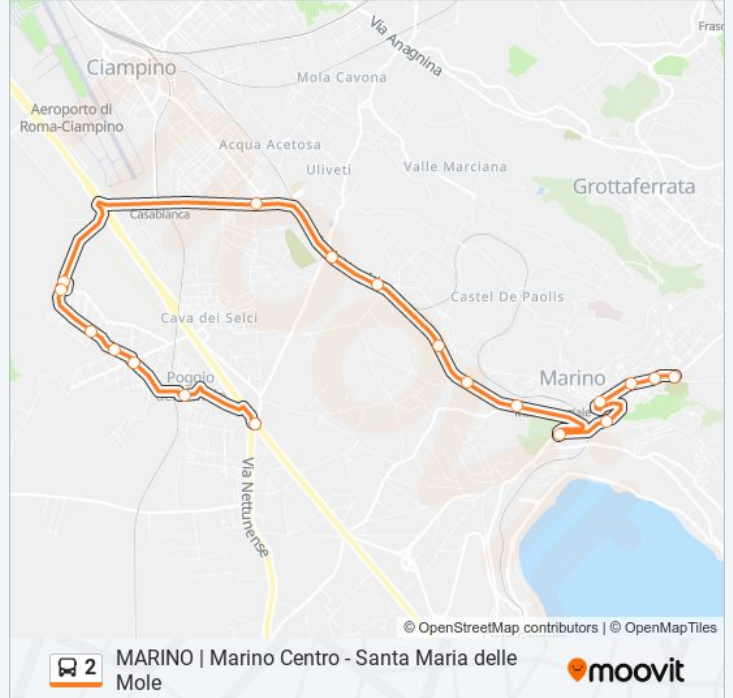 Via Anagnina
Frasc
Ciampino
Mola Cavona
Aeroporto di
Roma-Ciampino
Acqua Acetosa
Uliveti
Valle Marciana
Grottaferrata
Casabianca
Castel De Paolis
Cava dei Selci
Poggio
Marino
Via Nettunense
© OpenStreetMap contributors | © OpenMapTiles
2
MARINO | Marino Centro - Santa Maria delle
Mole
moovit